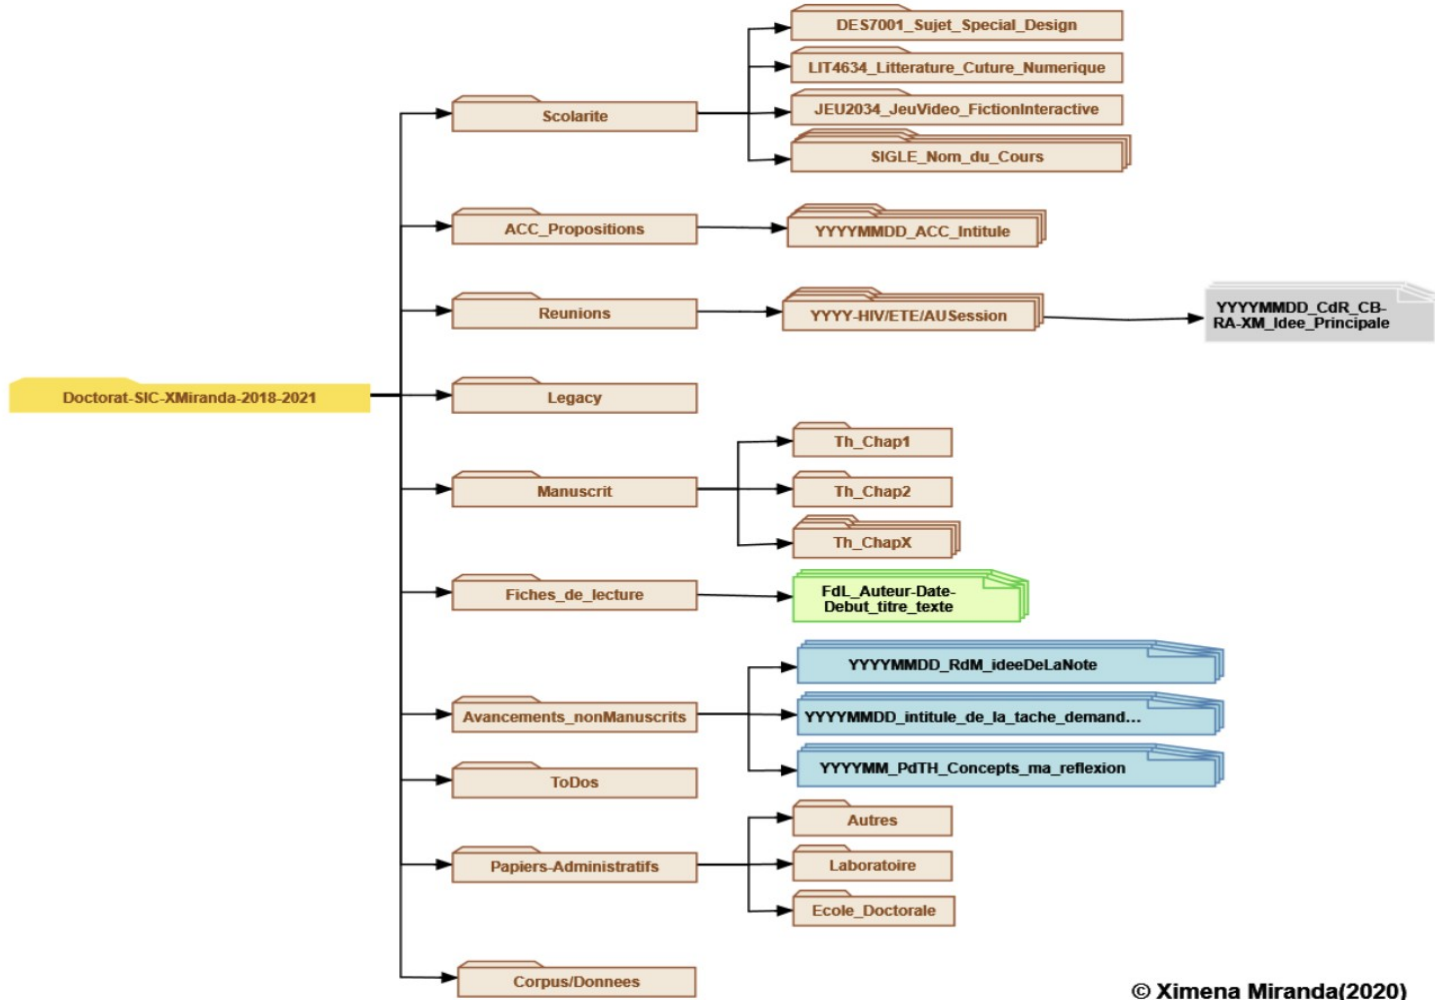 DES7001_Sujet_Special_Design
LIT4634_Litterature_Cuture_Numerique
JEU2034_JeuVideo_FictionInteractive
Scolarite
SIGLE_Nom_du_Cours
ACC_Propositions
YYYYMMDD_ACC_Intitule
Reunions
YYYY-HIV/ETE/AUSession
YYYYMMDD_CdR_CB-
RA-XM_Idee_Principale
Doctorat-SIC-XMiranda-2018-2021
Legacy
Manuscrit
Th_Chap1
Th_Chap2
Th_ChapX
Fiches_de_lecture
FdL_Auteur-Date-
Debut_titre_texte
Avancements_nonManuscrits
YYYYMMDD_RdM_ideeDeLaNote
YYYYMMDD_intitule_de_la_tache_demand...
YYYYMM_PdTH_Concepts_ma_reflexion
ToDos
Papiers-Administratifs
Autres
Laboratoire
Ecole_Doctorale
Corpus/Donnees
© Ximena Miranda(2020)